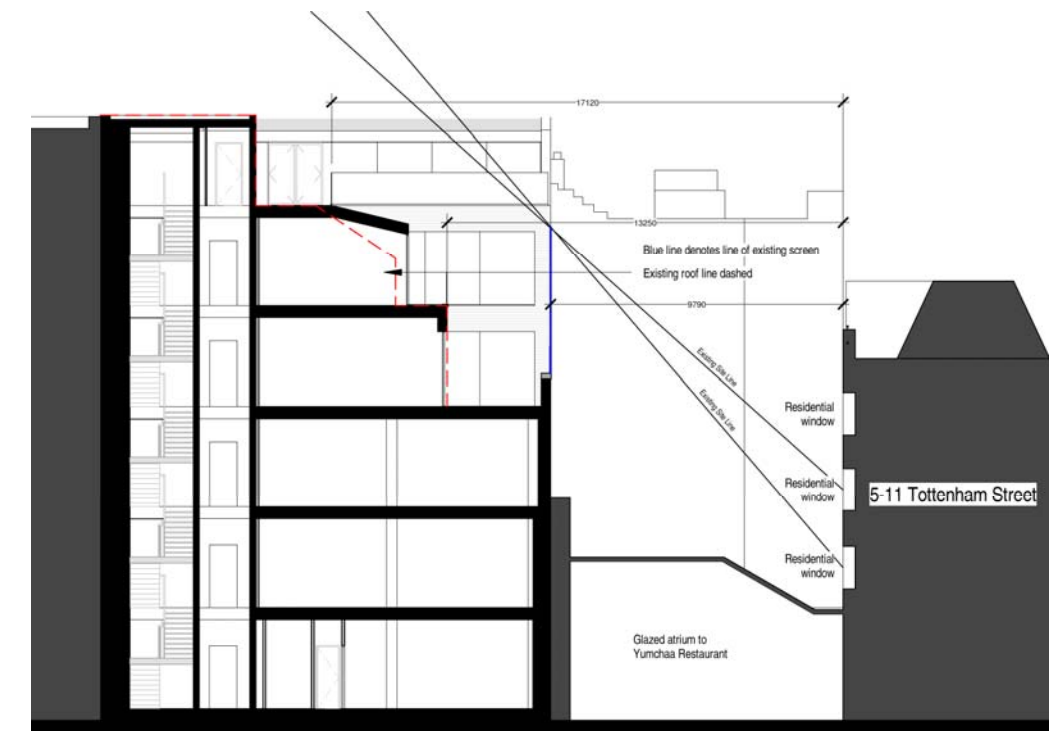 17120
13250
Blue line denotes line of existing screen
Existing roof line dashed
9790
Existing Site Line
Existing Site Line
Residential
window
Residential
window
5-11 Tottenham Street
Residential
window
Glazed atrium to
Yumchaa Restaurant